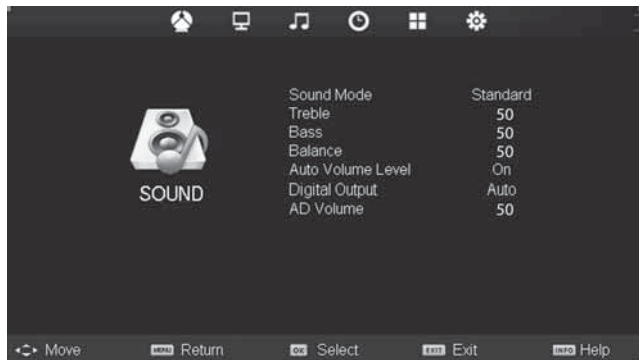 SOUND
Sound Mode Standard
Treble 50
Bass 50
Balance 50
Auto Volume Level On
Digital Output Auto
AD Volume 50
Move MENU Return OK Select EXIT Exit INFO Help